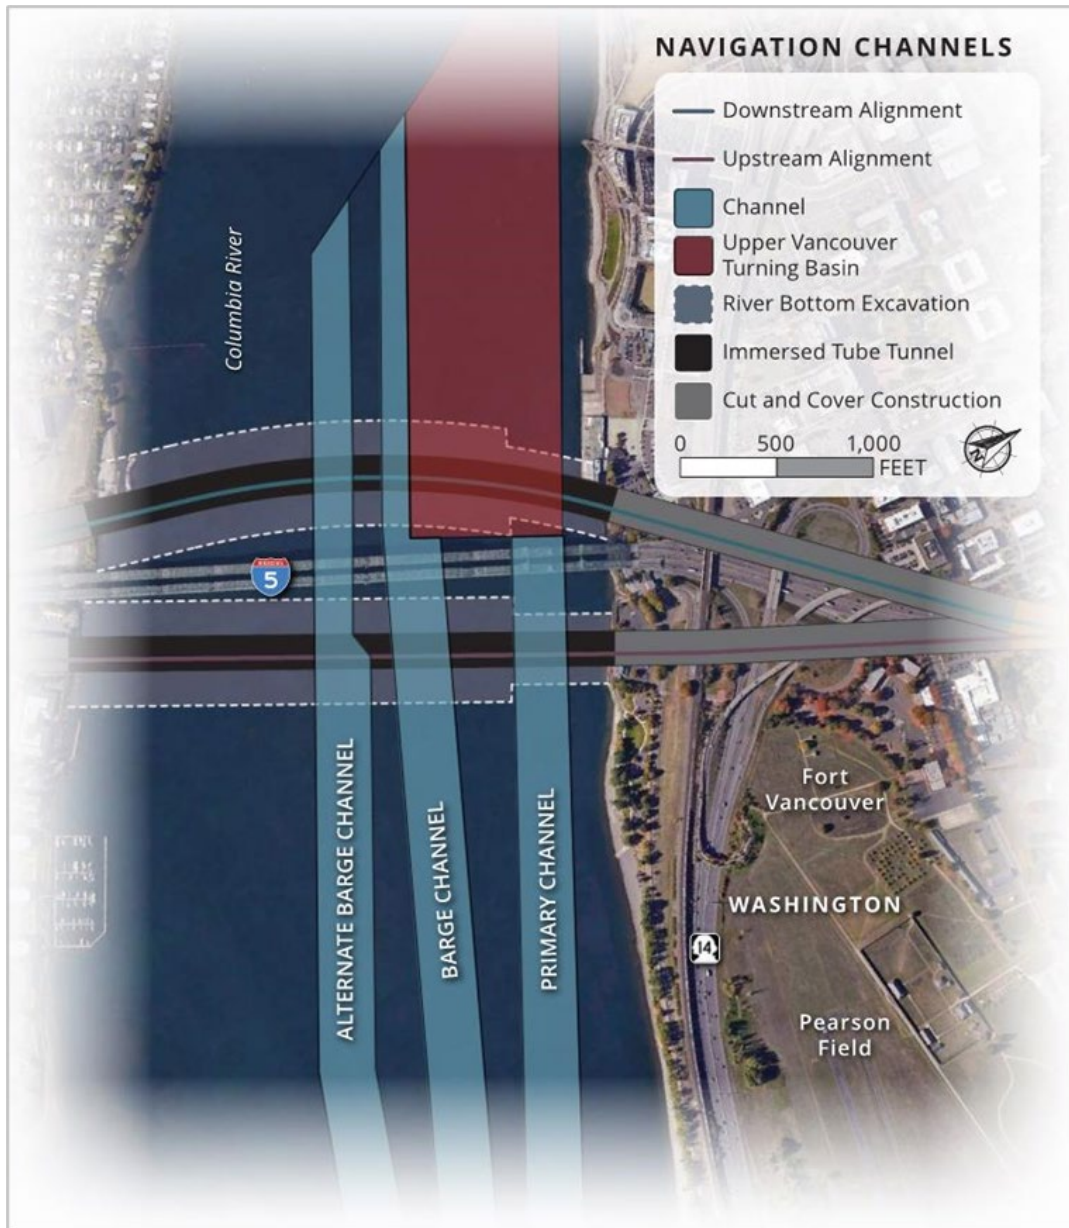 NAVIGATION CHANNELS
Downstream Alignment
Upstream Alignment
Channel
Upper Vancouver
Turning Basin
River Bottom Excavation
Immersed Tube Tunnel
Cut and Cover Construction
0 500 1,000
FEET
N
Columbia River
5
ALTERNATE BARGE CHANNEL
BARGE CHANNEL
PRIMARY CHANNEL
Fort
Vancouver
WASHINGTON
14
Pearson
Field